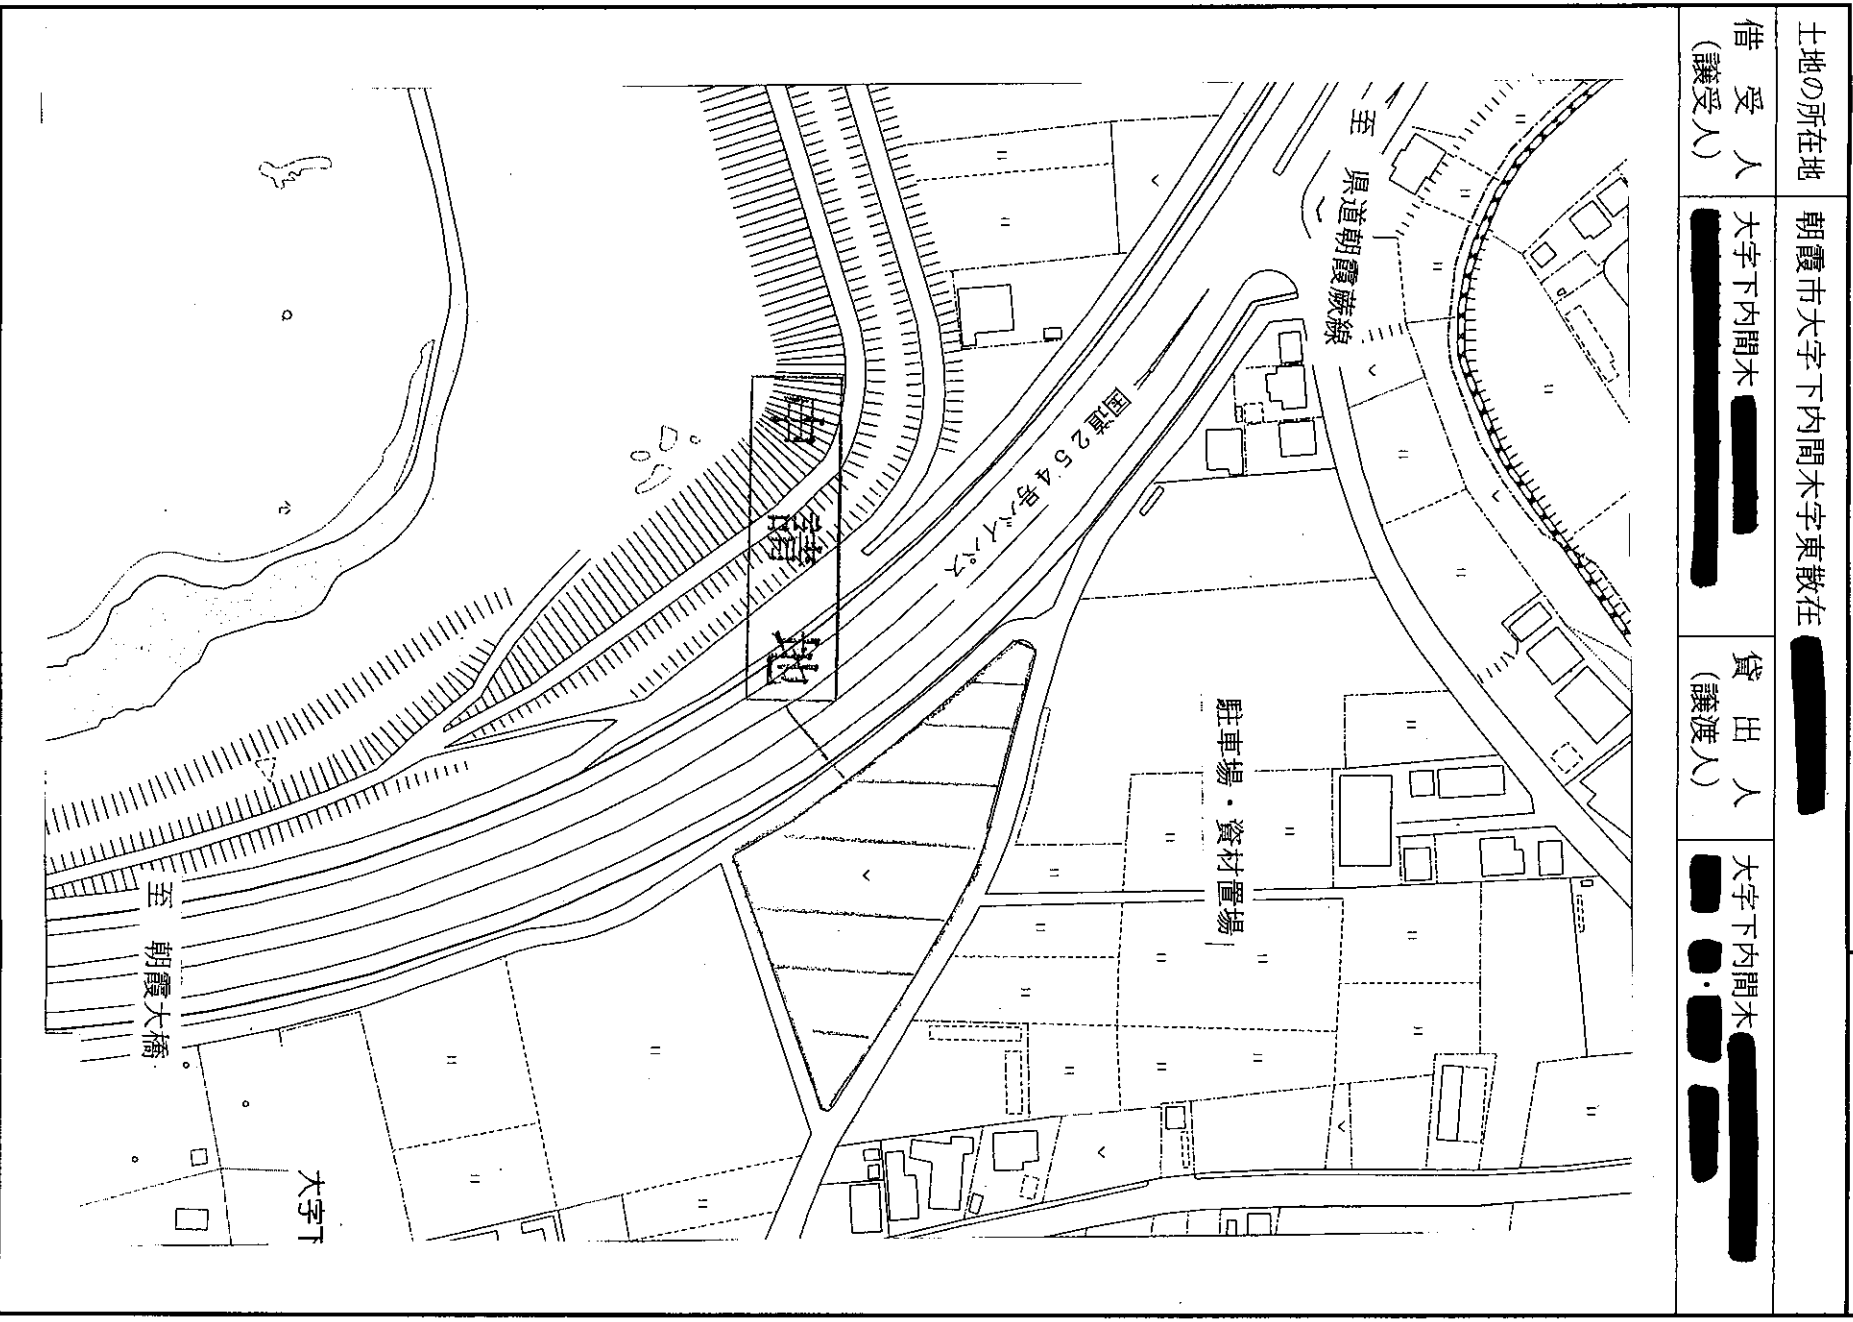 土地の所在地
朝霞市大字下内間木字東散在
借受人
(譲受人)
大字下内間木
貸出人
(譲渡人)
大字下内間木
・
至 県道朝霞蕨線
国道254号バイパス
申請地
駐車場・資材置場
至 朝霞大橋
大字下